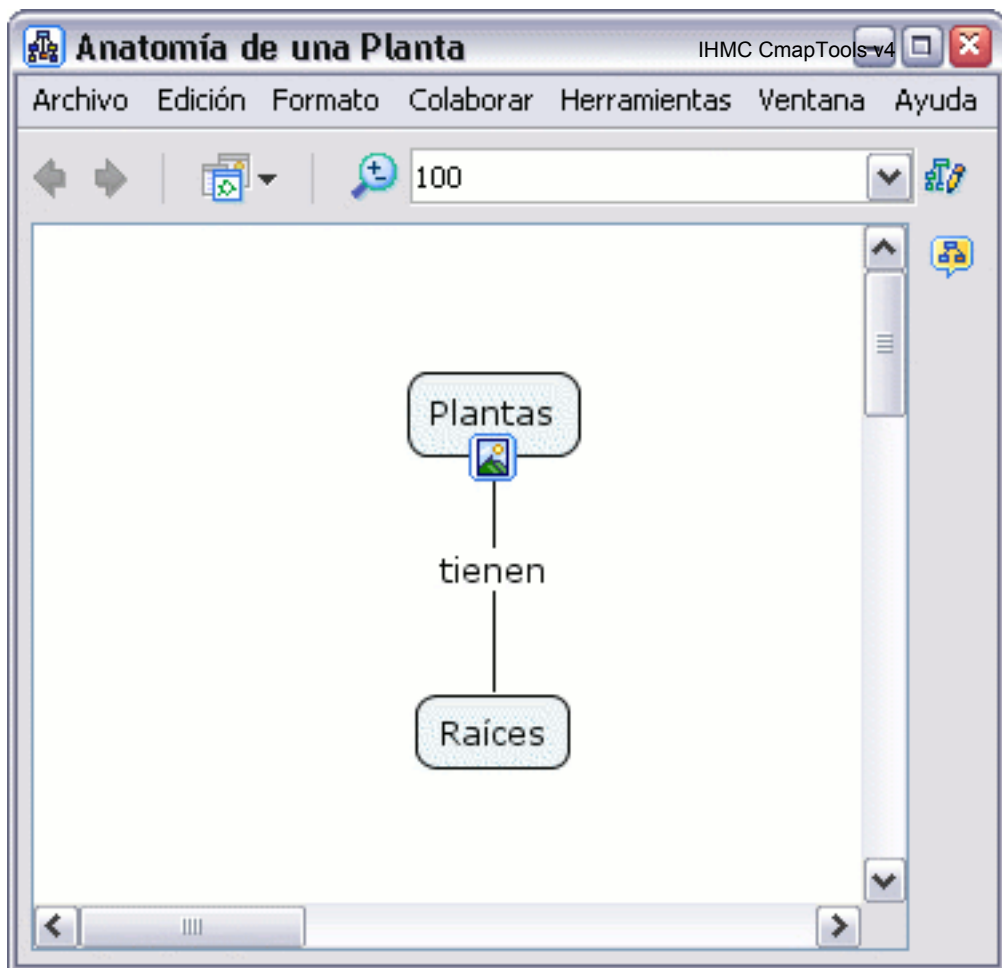 Anatomía de una Planta IHMC CmapTools v4
Archivo Edición Formato Colaborar Herramientas Ventana Ayuda
100
Plantas
tienen
Raíces